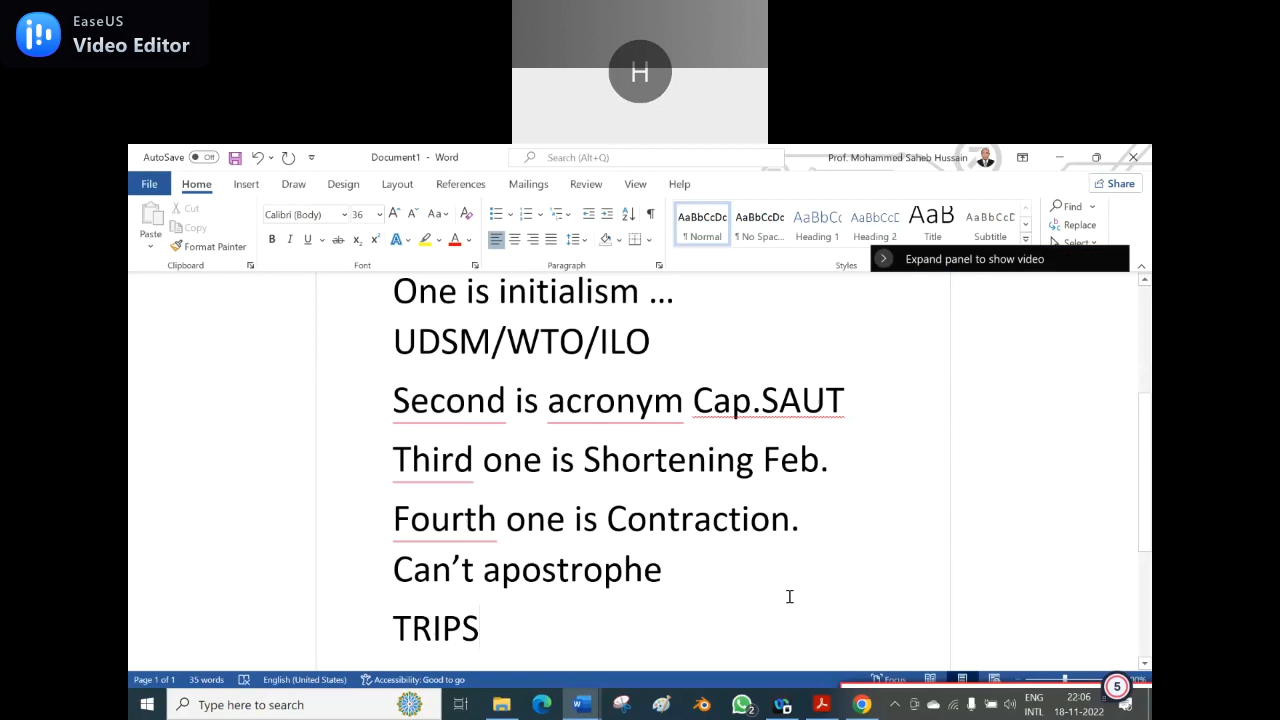 EaseUS
Video Editor
H
AutoSave Off
Document1 - Word
Search (Alt+Q)
Prof. Mohammed Saheb Hussain
File Home Insert Draw Design Layout References Mailings Review View Help
Share
Paste
Cut
Copy
Format Painter
Clipboard
Calibri (Body) 36
Font
Paragraph
AaBbCcDc AaBbCcDc AaBbC AaBbCcD AaB AaBbCcD
¶ Normal ¶ No Spac... Heading 1 Heading 2 Title Subtitle
Styles
Find
Replace
Select
Expand panel to show video
One is initialism …
UDSM/WTO/ILO
Second is acronym Cap.SAUT
Third one is Shortening Feb.
Fourth one is Contraction.
Can’t apostrophe
TRIPS
Page 1 of 1 35 words English (United States) Accessibility: Good to go
Focus
5
Type here to search
2
ENG
INTL
22:06
18-11-2022